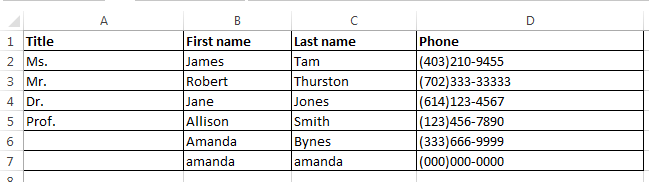 A B C D
1 Title First name Last name Phone
2 Ms. James Tam (403)210-9455
3 Mr. Robert Thurston (702)333-33333
4 Dr. Jane Jones (614)123-4567
5 Prof. Allison Smith (123)456-7890
6 Amanda Bynes (333)666-9999
7 amanda amanda (000)000-0000